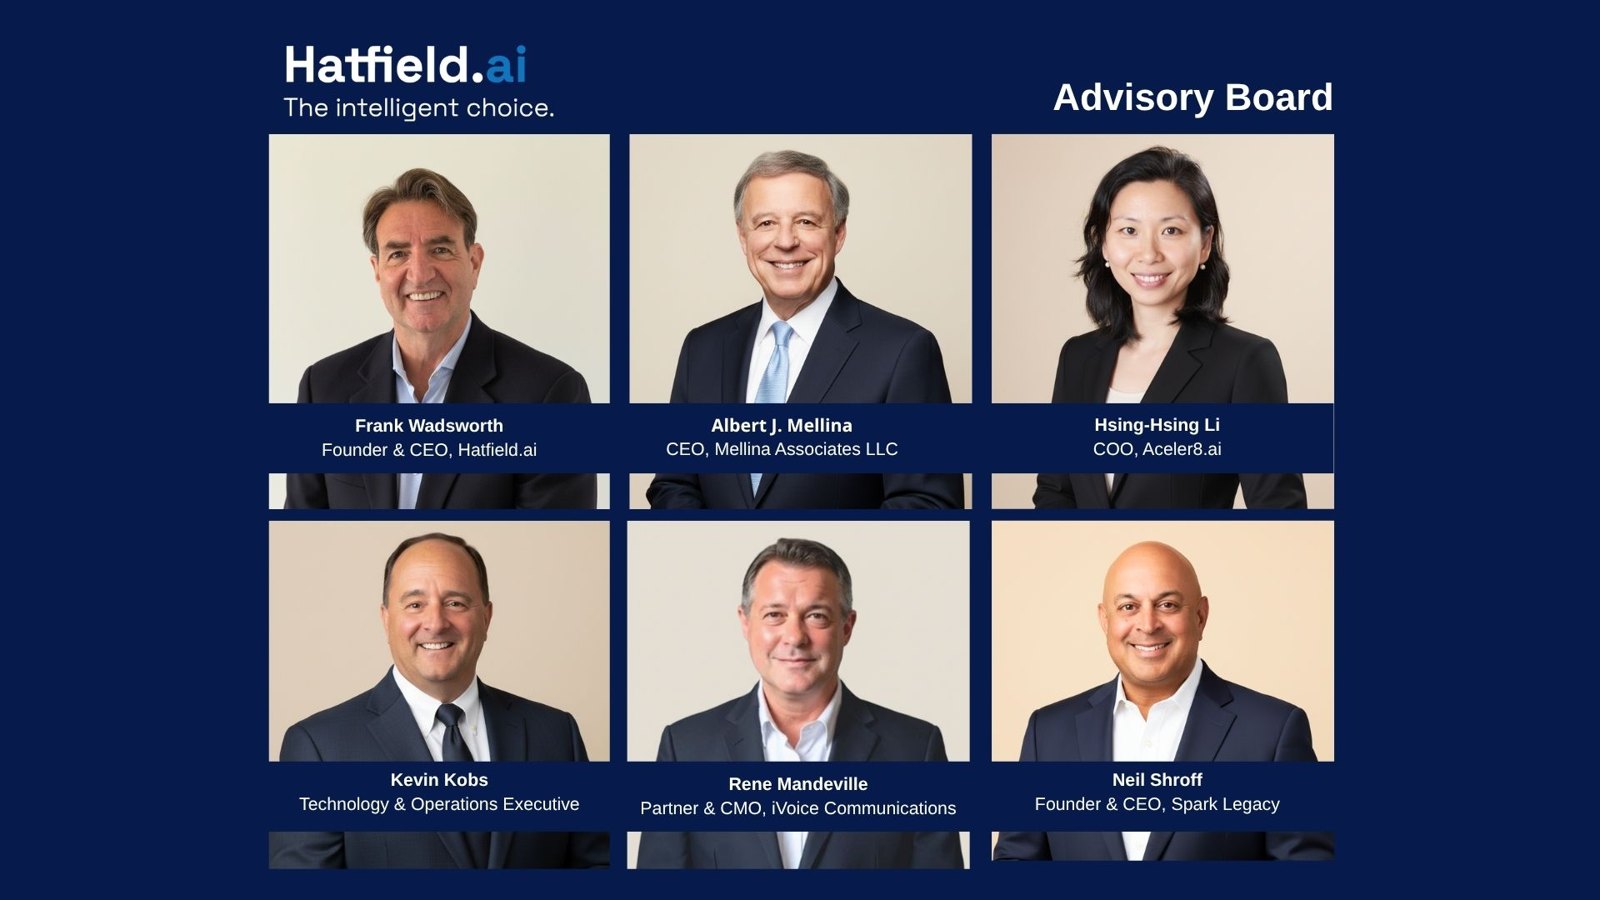 Hatfield.ai
The intelligent choice.
Advisory Board
Frank Wadsworth
Founder & CEO, Hatfield.ai
Albert J. Mellina
CEO, Mellina Associates LLC
Hsing-Hsing Li
COO, Aceler8.ai
Kevin Kobs
Technology & Operations Executive
Rene Mandeville
Partner & CMO, iVoice Communications
Neil Shroff
Founder & CEO, Spark Legacy